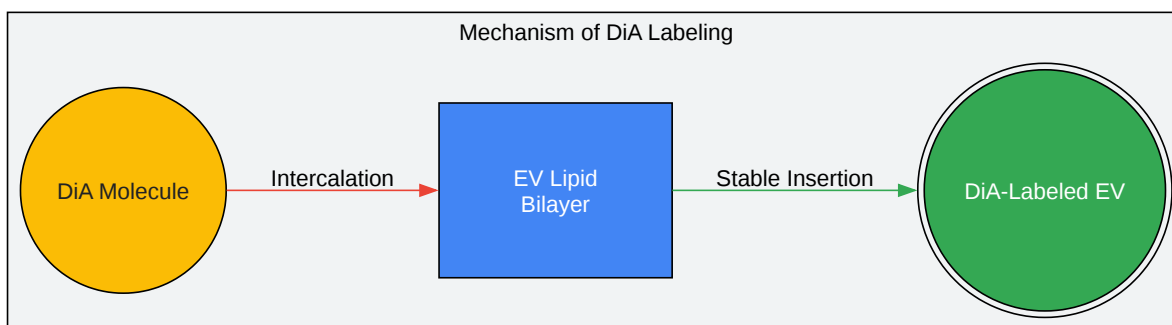 Mechanism of DiA Labeling
DiA Molecule
Intercalation
EV Lipid
Bilayer
Stable Insertion
DiA-Labeled EV